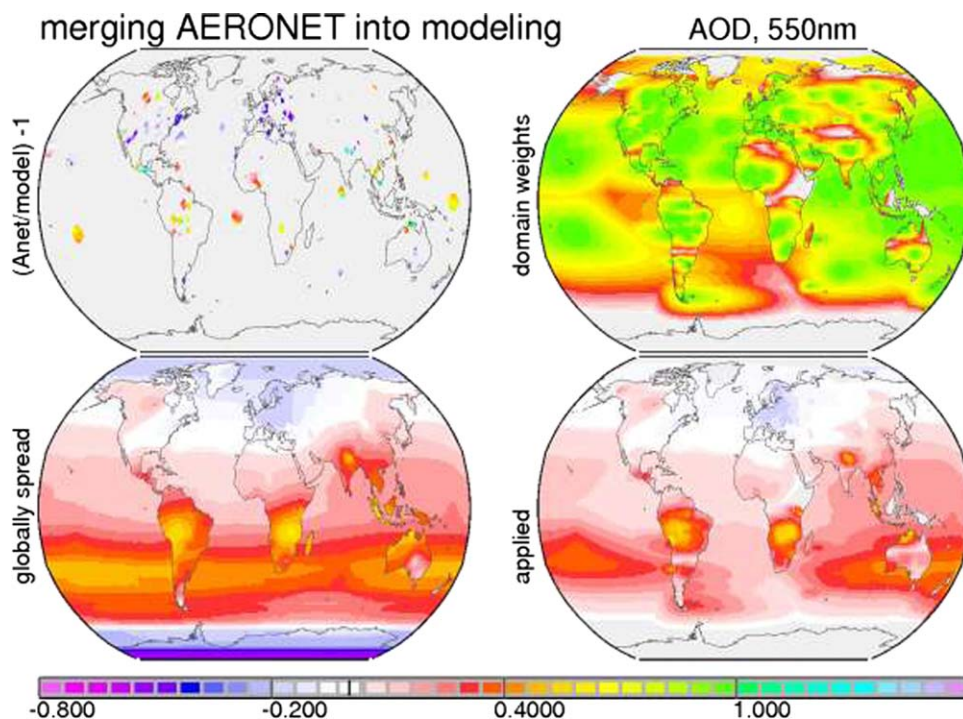 merging AERONET into modeling
AOD, 550nm
(Anet/model) -1
domain weights
globally spread
applied
-0.800
-0.200
0.4000
1.000